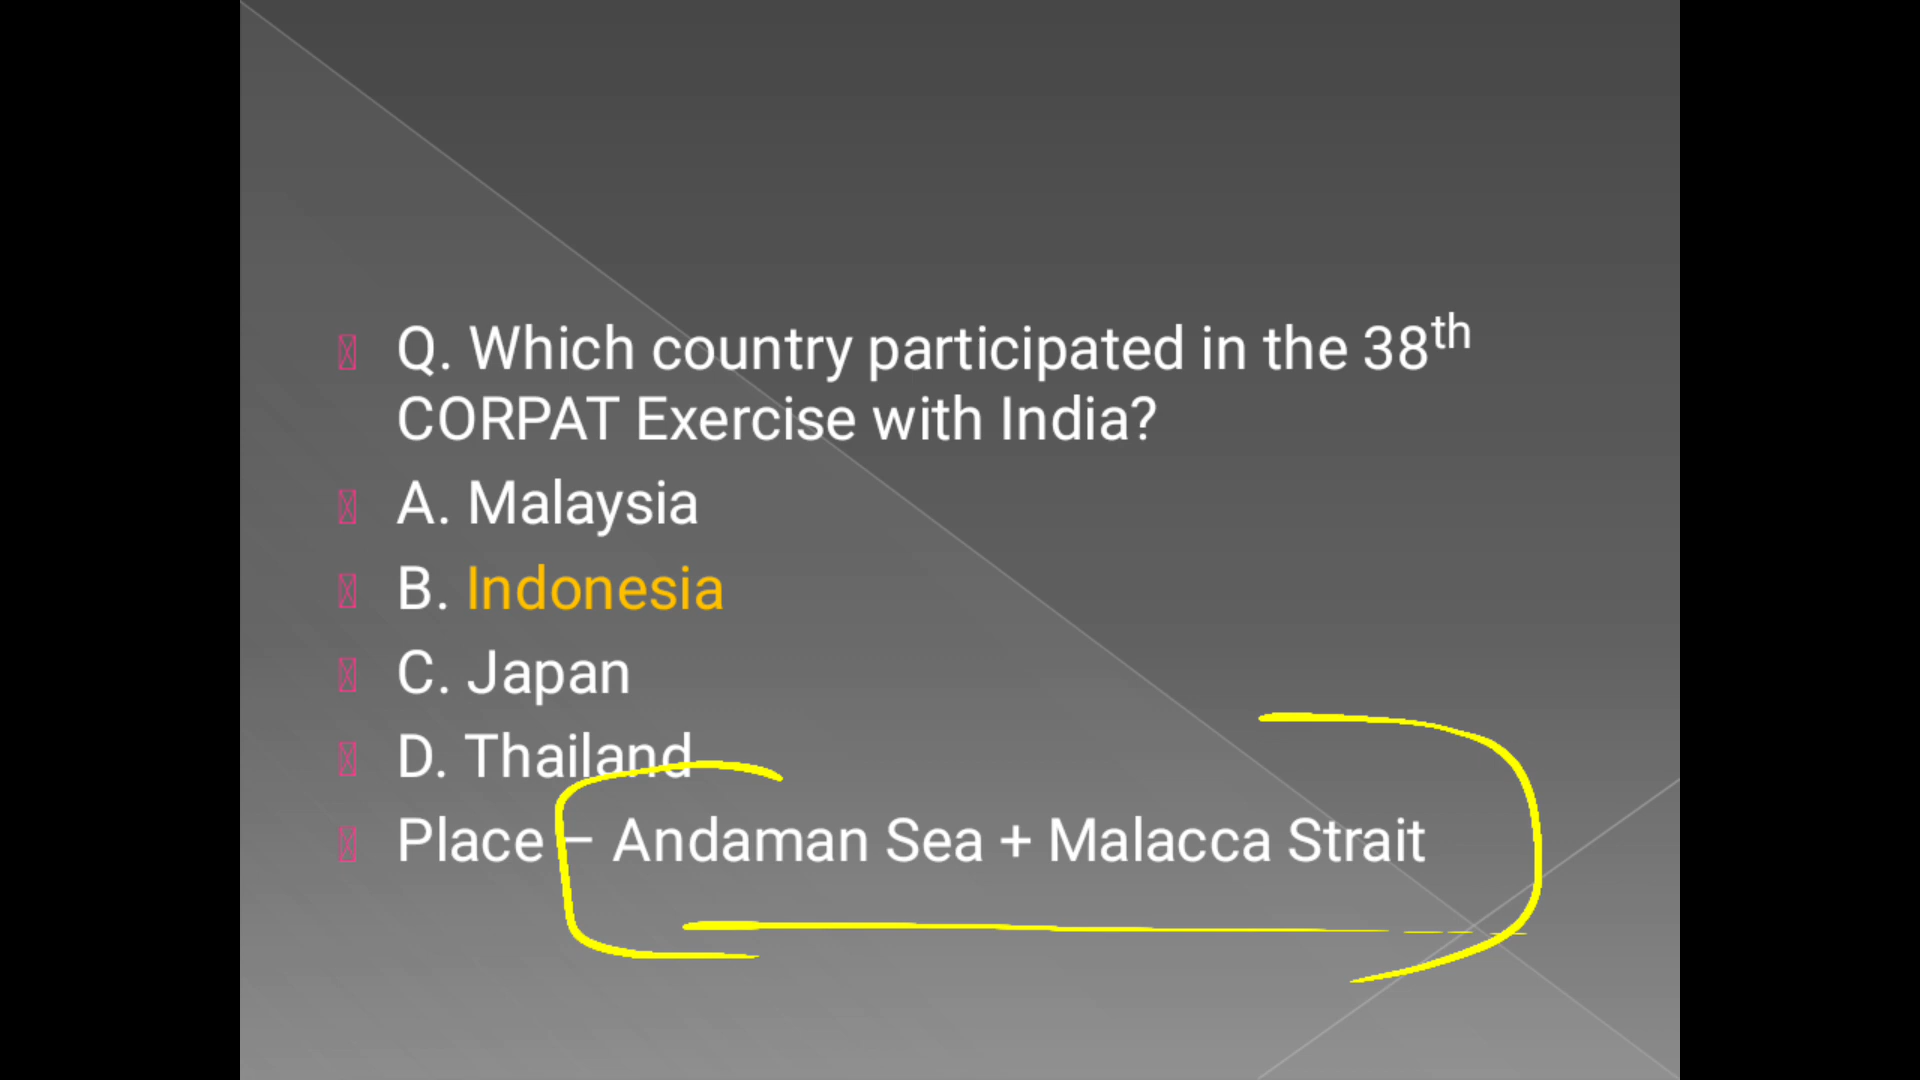 Q. Which country participated in the 38th
CORPAT Exercise with India?
A. Malaysia
B. Indonesia
C. Japan
D. Thailand
Place – Andaman Sea + Malacca Strait